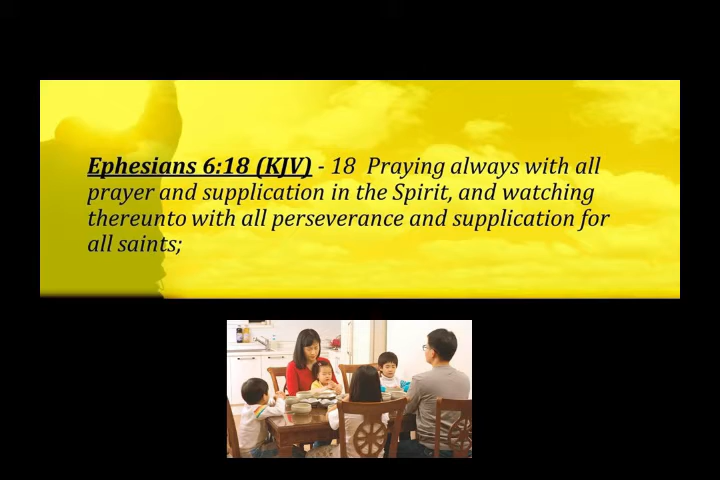 Ephesians 6:18 (KJV) - 18  Praying always with all
prayer and supplication in the Spirit, and watching
thereunto with all perseverance and supplication for
all saints;